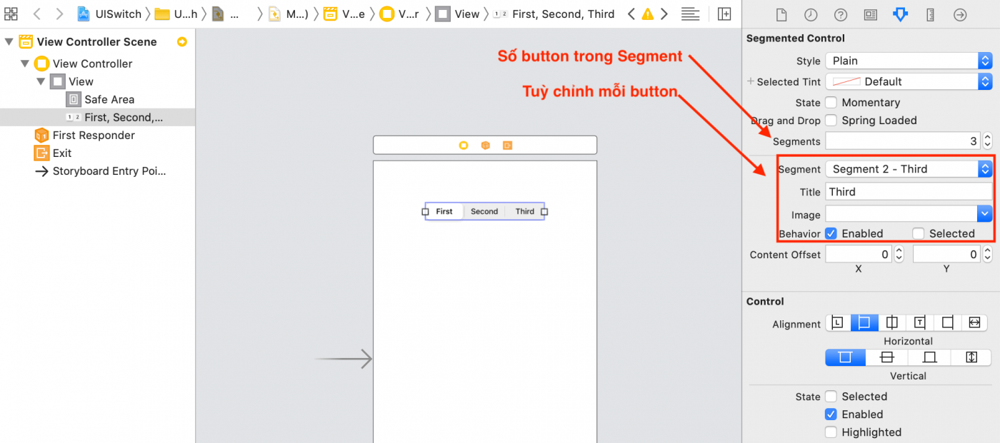 UISwitch
U...h
...
M...)
V...e
V...r
View
First, Second, Third
View Controller Scene
View Controller
View
Safe Area
First, Second,...
First Responder
Exit
Storyboard Entry Poi...
Số button trong Segment
Tuỳ chỉnh mỗi button
First Second Third
Segmented Control
Style Plain
Selected Tint Default
State Momentary
Drag and Drop Spring Loaded
Segments 3
Segment Segment 2 - Third
Title Third
Image
Behavior Enabled Selected
Content Offset 0 0
X Y
Control
Alignment
Horizontal
Vertical
State Selected
Enabled
Highlighted